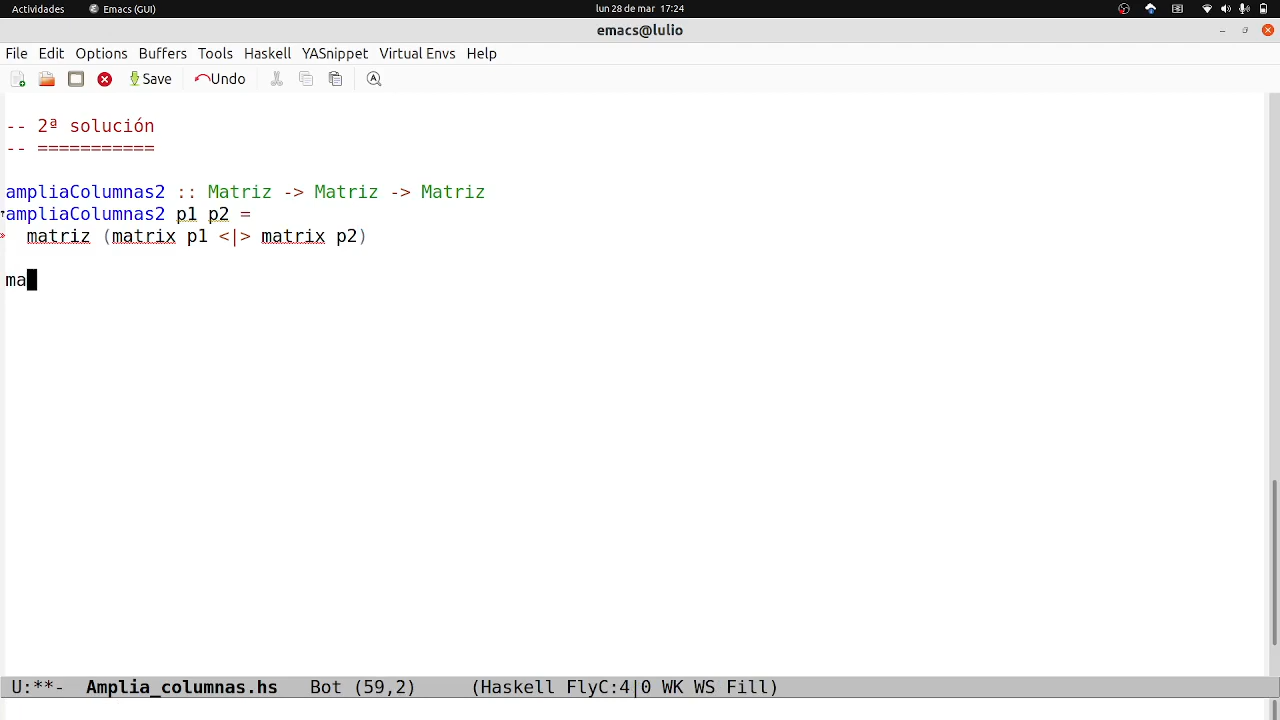 Actividades Emacs (GUI) lun 28 de mar 17:24
emacs@lulio
File Edit Options Buffers Tools Haskell YASnippet Virtual Envs Help
Save Undo
-- 2ª solución
-- ===========
ampliaColumnas2 :: Matriz -> Matriz -> Matriz
ampliaColumnas2 p1 p2 =
matriz (matrix p1 <|> matrix p2)
ma
U:**- Amplia_columnas.hs Bot (59,2) (Haskell FlyC:4|0 WK WS Fill)